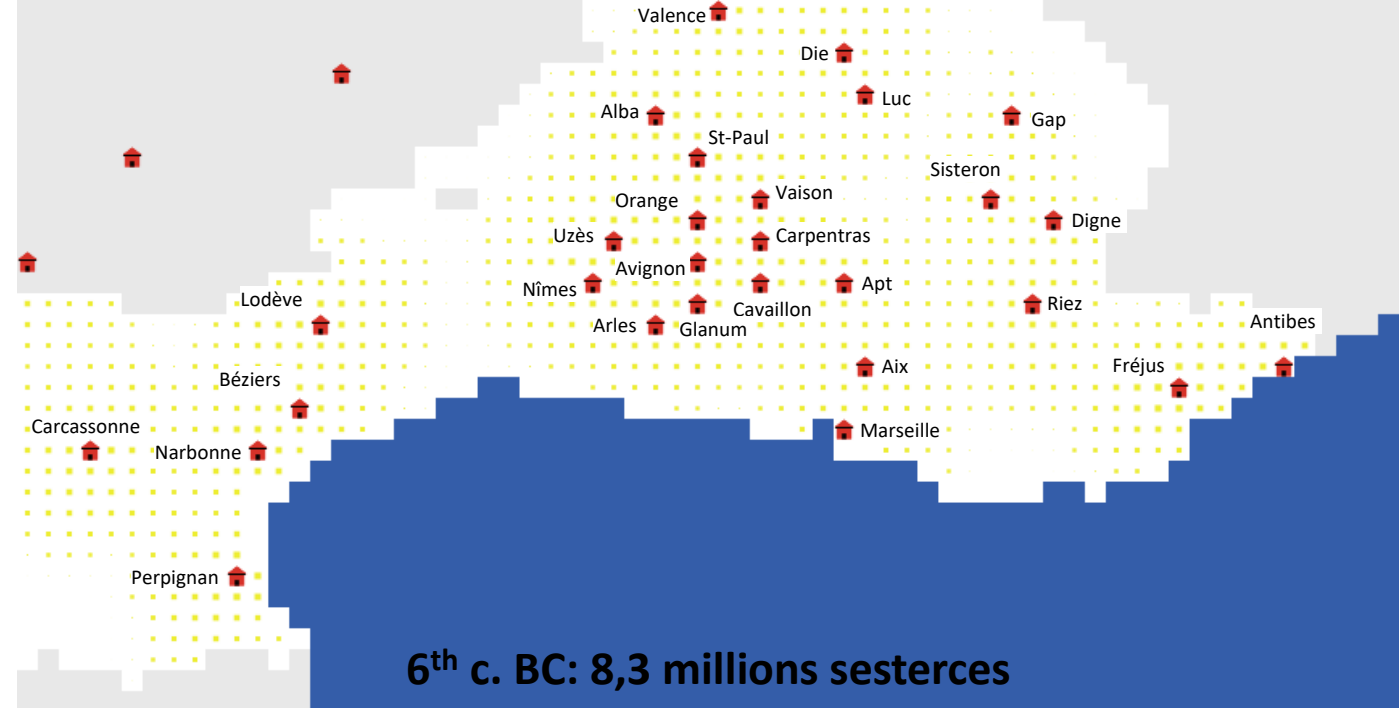 Valence
Die
Luc
Alba
Gap
St-Paul
Sisteron
Vaison
Orange
Digne
Uzès
Carpentras
Avignon
Nîmes
Apt
Lodève
Cavaillon
Riez
Arles
Glanum
Antibes
Béziers
Aix
Fréjus
Carcassonne
Marseille
Narbonne
Perpignan
6th c. BC: 8,3 millions sesterces